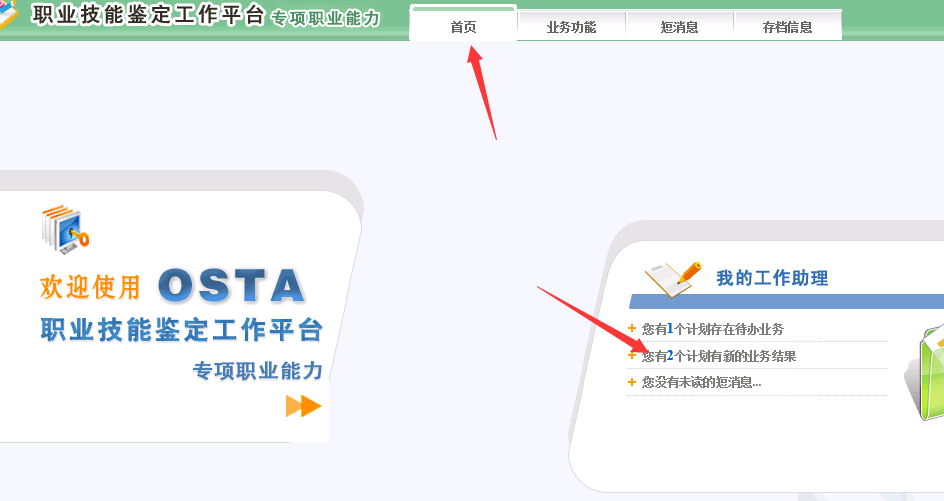 职业技能鉴定工作平台 专项职业能力
首页 业务功能 短消息 存档信息
欢迎使用 OSTA
职业技能鉴定工作平台
专项职业能力
我的工作助理
您有1个计划存在待办业务
您有2个计划有新的业务结果
您没有未读的短消息...